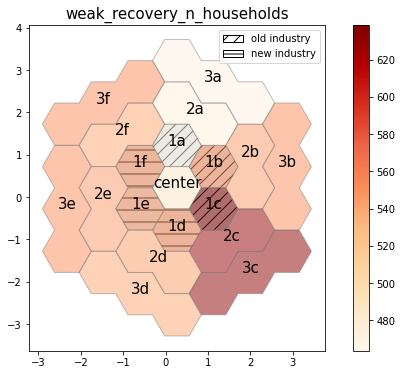 weak_recovery_n_households
old industry
new industry
3a
3f
2a
2f
1a
2b
1f
1b
3b
center
2e
3e
1e
1c
1d
2c
2d
3c
3d
4
3
2
1
0
−1
−2
−3
−3 −2 −1 0 1 2 3
620
600
580
560
540
520
500
480